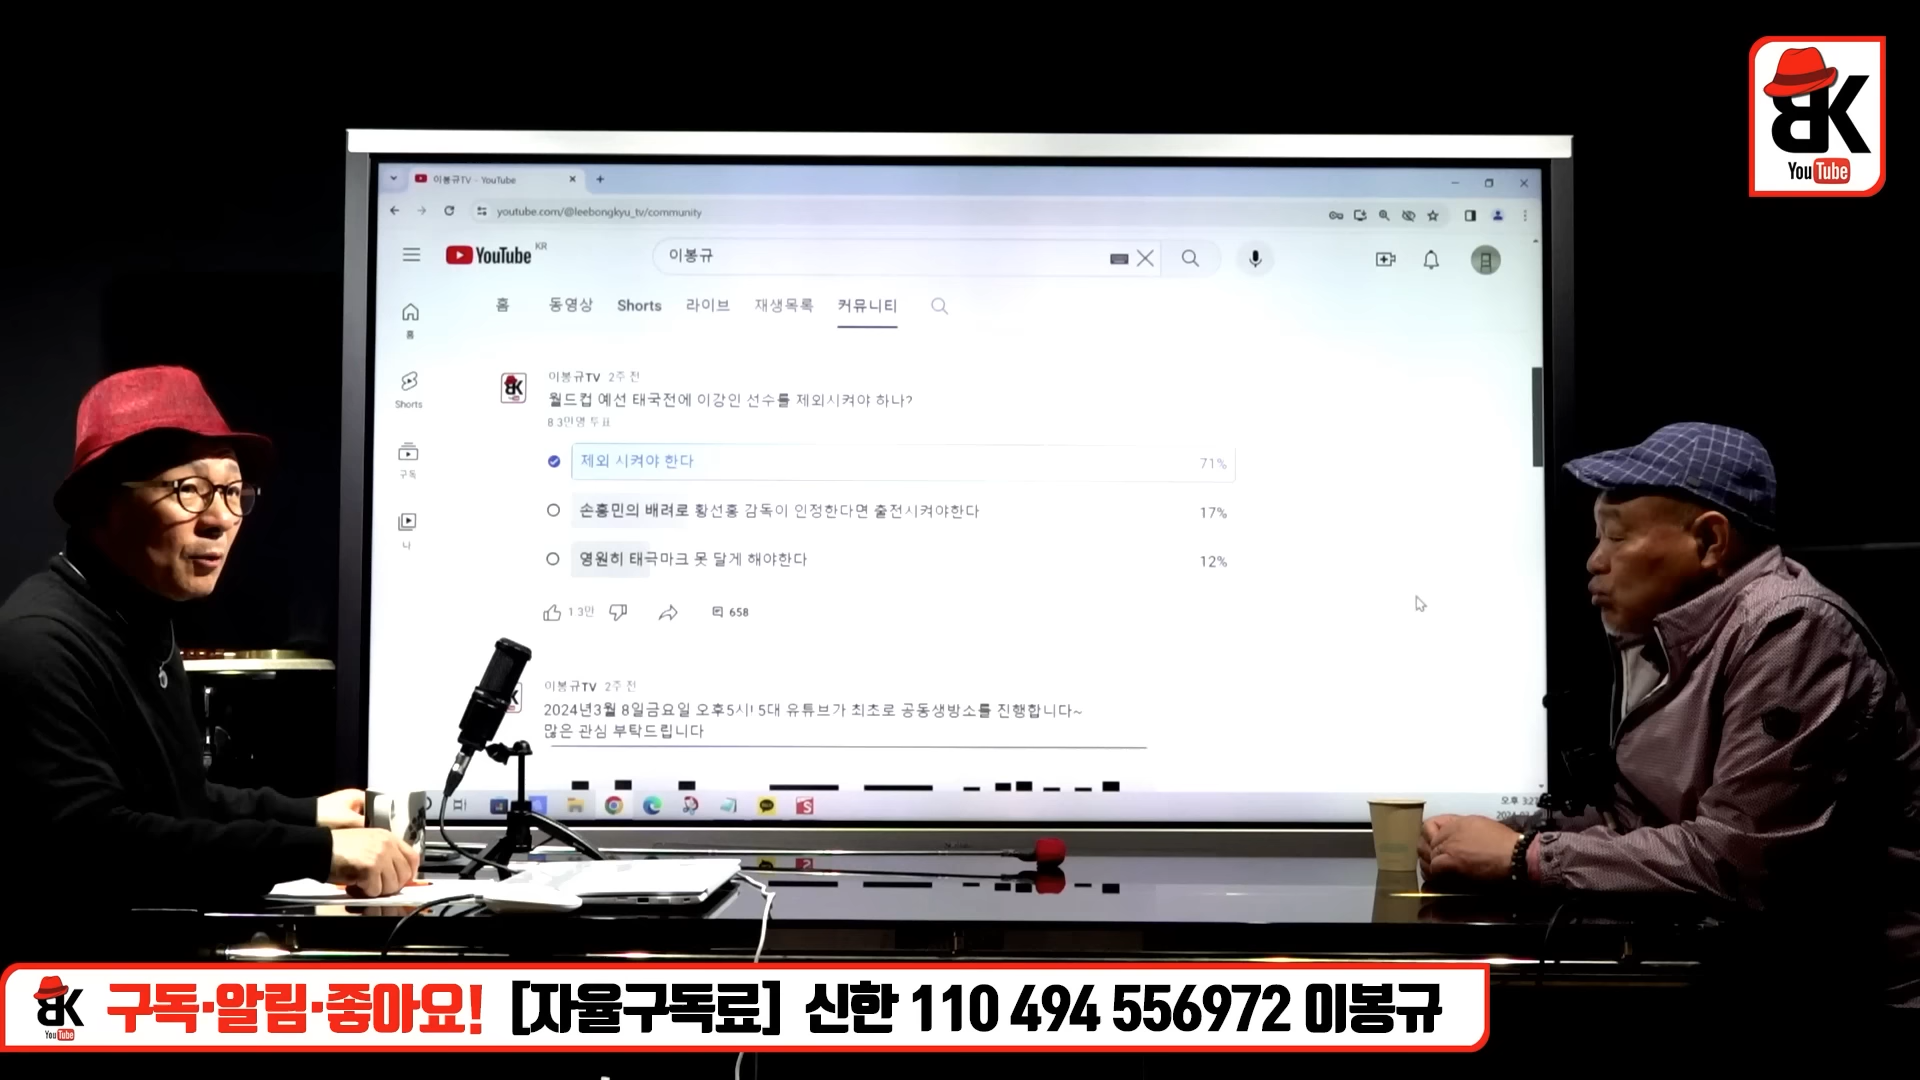 BK
YouTube
이봉규TV - YouTube
youtube.com/@leebongkyu_tv/community
YouTube KR
이봉규
홈 동영상 Shorts 라이브 재생목록 커뮤니티
홈
Shorts
구독
나
이봉규TV 2주 전
월드컵 예선 태국전에 이강인 선수를 제외시켜야 하나?
8.3만명 투표
제외 시켜야 한다 71%
손흥민의 배려로 황선홍 감독이 인정한다면 출전시켜야한다 17%
영원히 태극마크 못 달게 해야한다 12%
1.3만 658
이봉규TV 2주 전
2024년3월 8일금요일 오후5시! 5대 유튜브가 최초로 공동생방소를 진행합니다~
많은 관심 부탁드립니다
오후 3:27
BK
YouTube
구독·알림·좋아요! [자율구독료] 신한 110 494 556972 이봉규